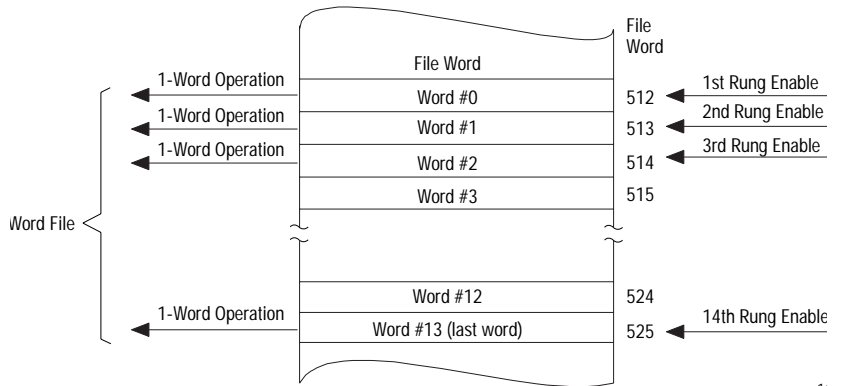 File
Word
File Word
1-Word Operation
1st Rung Enable
Word #0
512
1-Word Operation
2nd Rung Enable
Word #1
513
1-Word Operation
3rd Rung Enable
Word #2
514
Word #3
515
Word File
Word #12
524
1-Word Operation
14th Rung Enable
Word #13 (last word)
525